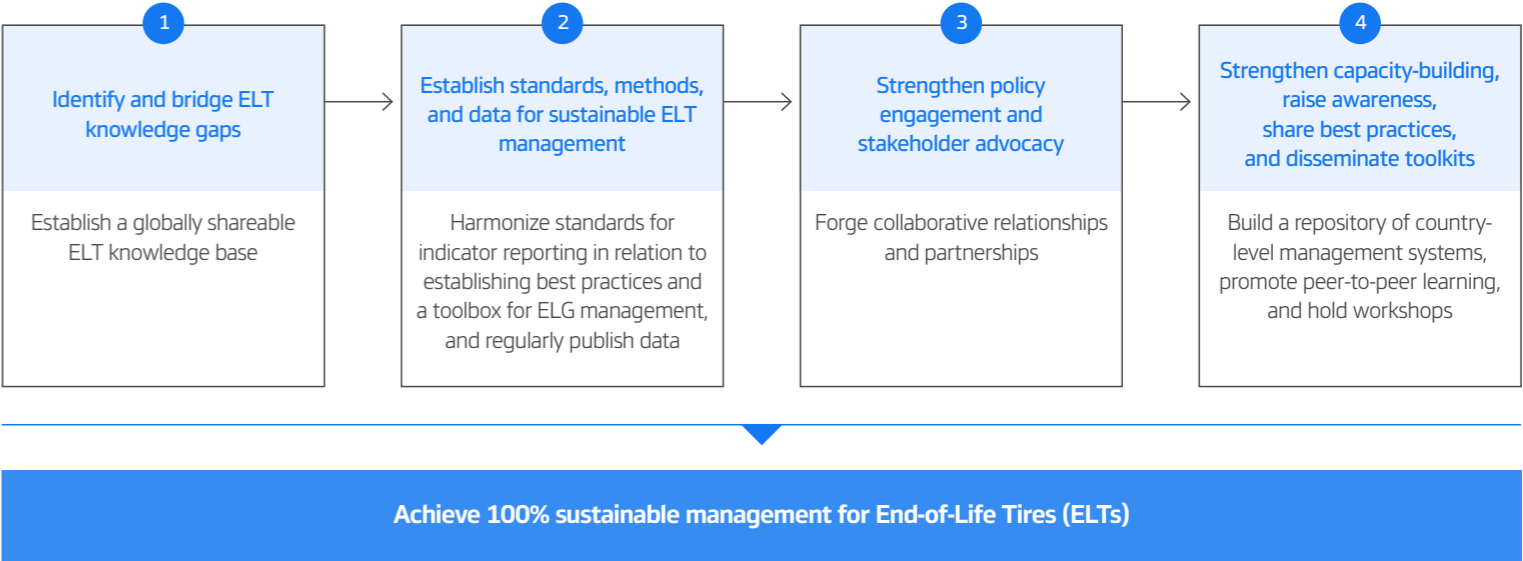 1
Identify and bridge ELT
knowledge gaps
Establish a globally shareable
ELT knowledge base
2
Establish standards, methods,
and data for sustainable ELT
management
Harmonize standards for
indicator reporting in relation to
establishing best practices and
a toolbox for ELG management,
and regularly publish data
3
Strengthen policy
engagement and
stakeholder advocacy
Forge collaborative relationships
and partnerships
4
Strengthen capacity-building,
raise awareness,
share best practices,
and disseminate toolkits
Build a repository of country-
level management systems,
promote peer-to-peer learning,
and hold workshops
Achieve 100% sustainable management for End-of-Life Tires (ELTs)